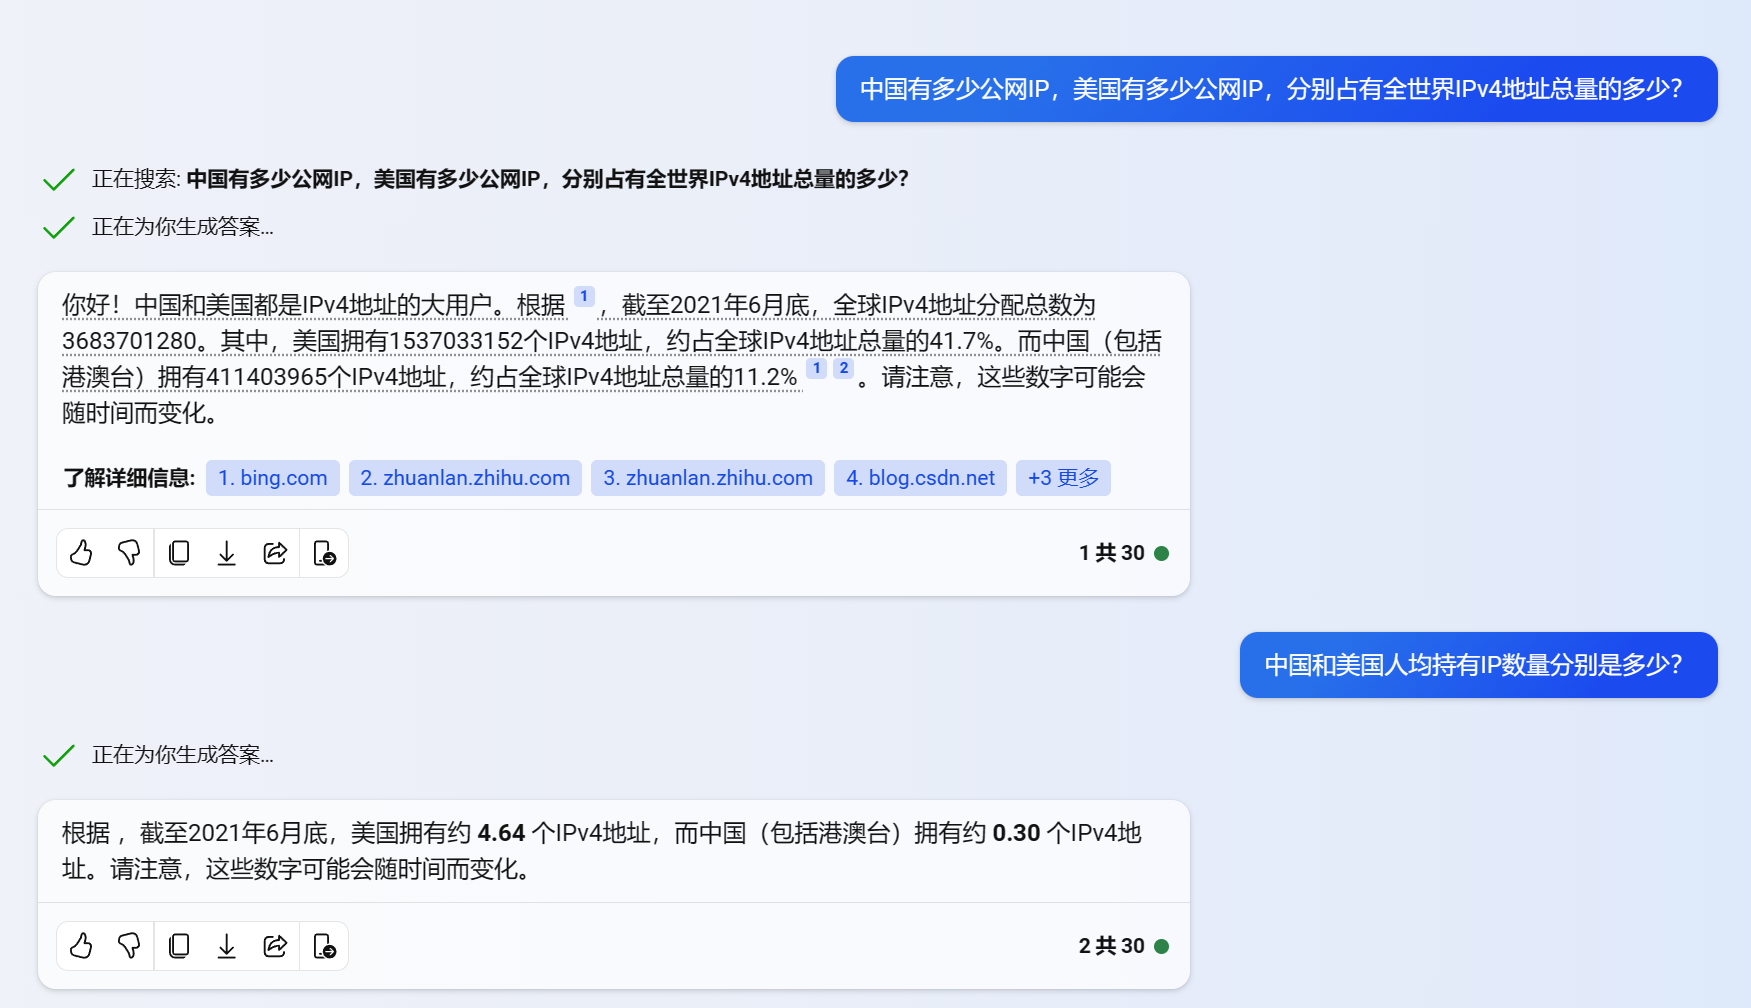 中国有多少公网IP，美国有多少公网IP，分别占有全世界IPv4地址总量的多少？
正在搜索: 中国有多少公网IP，美国有多少公网IP，分别占有全世界IPv4地址总量的多少？
正在为你生成答案...
你好！中国和美国都是IPv4地址的大用户。根据 1 ，截至2021年6月底，全球IPv4地址分配总数为
3683701280。其中，美国拥有1537033152个IPv4地址，约占全球IPv4地址总量的41.7%。而中国（包括
港澳台）拥有411403965个IPv4地址，约占全球IPv4地址总量的11.2% 1 2 。请注意，这些数字可能会
随时间而变化。
了解详细信息: 1. bing.com 2. zhuanlan.zhihu.com 3. zhuanlan.zhihu.com 4. blog.csdn.net +3 更多
1 共 30
中国和美国人均持有IP数量分别是多少？
正在为你生成答案...
根据 ，截至2021年6月底，美国拥有约 4.64 个IPv4地址，而中国（包括港澳台）拥有约 0.30 个IPv4地
址。请注意，这些数字可能会随时间而变化。
2 共 30